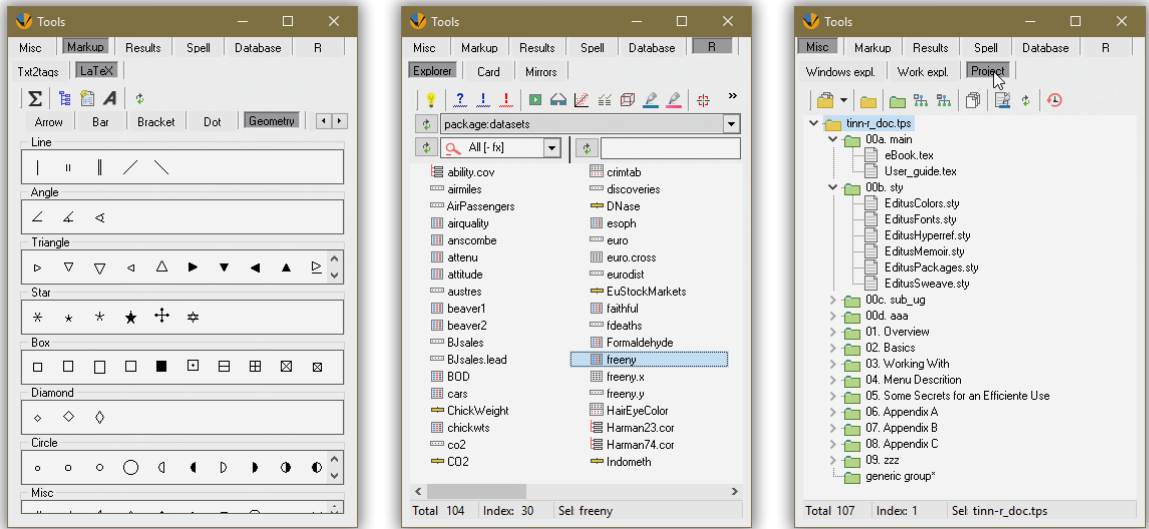 Tools
Misc Markup Results Spell Database R
Txt2tags LaTeX
Arrow Bar Bracket Dot Geometry
Line
Angle
Triangle
Star
Box
Diamond
Circle
Misc
Tools
Misc Markup Results Spell Database R
Explorer Card Mirrors
package:datasets
All [- fx]
ability.cov
airmiles
AirPassengers
airquality
anscombe
attenu
attitude
austres
beaver1
beaver2
BJsales
BJsales.lead
BOD
cars
ChickWeight
chickwts
co2
CO2
crimtab
discoveries
DNase
esoph
euro
euro.cross
eurodist
EuStockMarkets
faithful
fdeaths
Formaldehyde
freeny
freeny.x
freeny.y
HairEyeColor
Harman23.cor
Harman74.cor
Indometh
Total 104 Index: 30 Sel: freeny
Tools
Misc Markup Results Spell Database R
Windows expl. Work expl. Project
tinn-r_doc.tps
00a. main
eBook.tex
User_guide.tex
00b. sty
EditusColors.sty
EditusFonts.sty
EditusHyperref.sty
EditusMemoir.sty
EditusPackages.sty
EditusSweave.sty
00c. sub_ug
00d. aaa
01. Overview
02. Basics
03. Working With
04. Menu Descrition
05. Some Secrets for an Efficiente Use
06. Appendix A
07. Appendix B
08. Appendix C
09. zzz
generic group*
Total 107 Index: 1 Sel: tinn-r_doc.tps